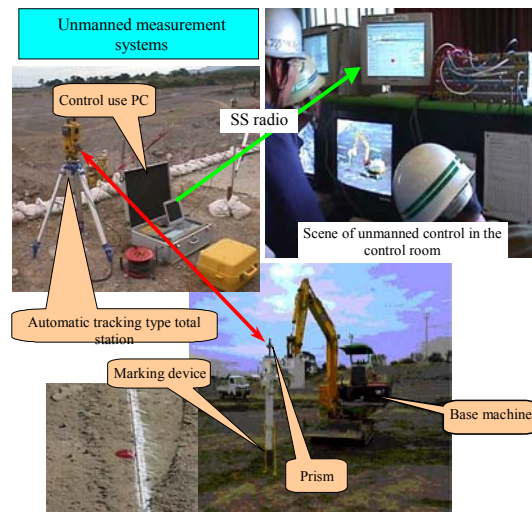 Unmanned measurement
systems
Control use PC
SS radio
Scene of unmanned control in the
control room
Automatic tracking type total
station
Marking device
Base machine
Prism